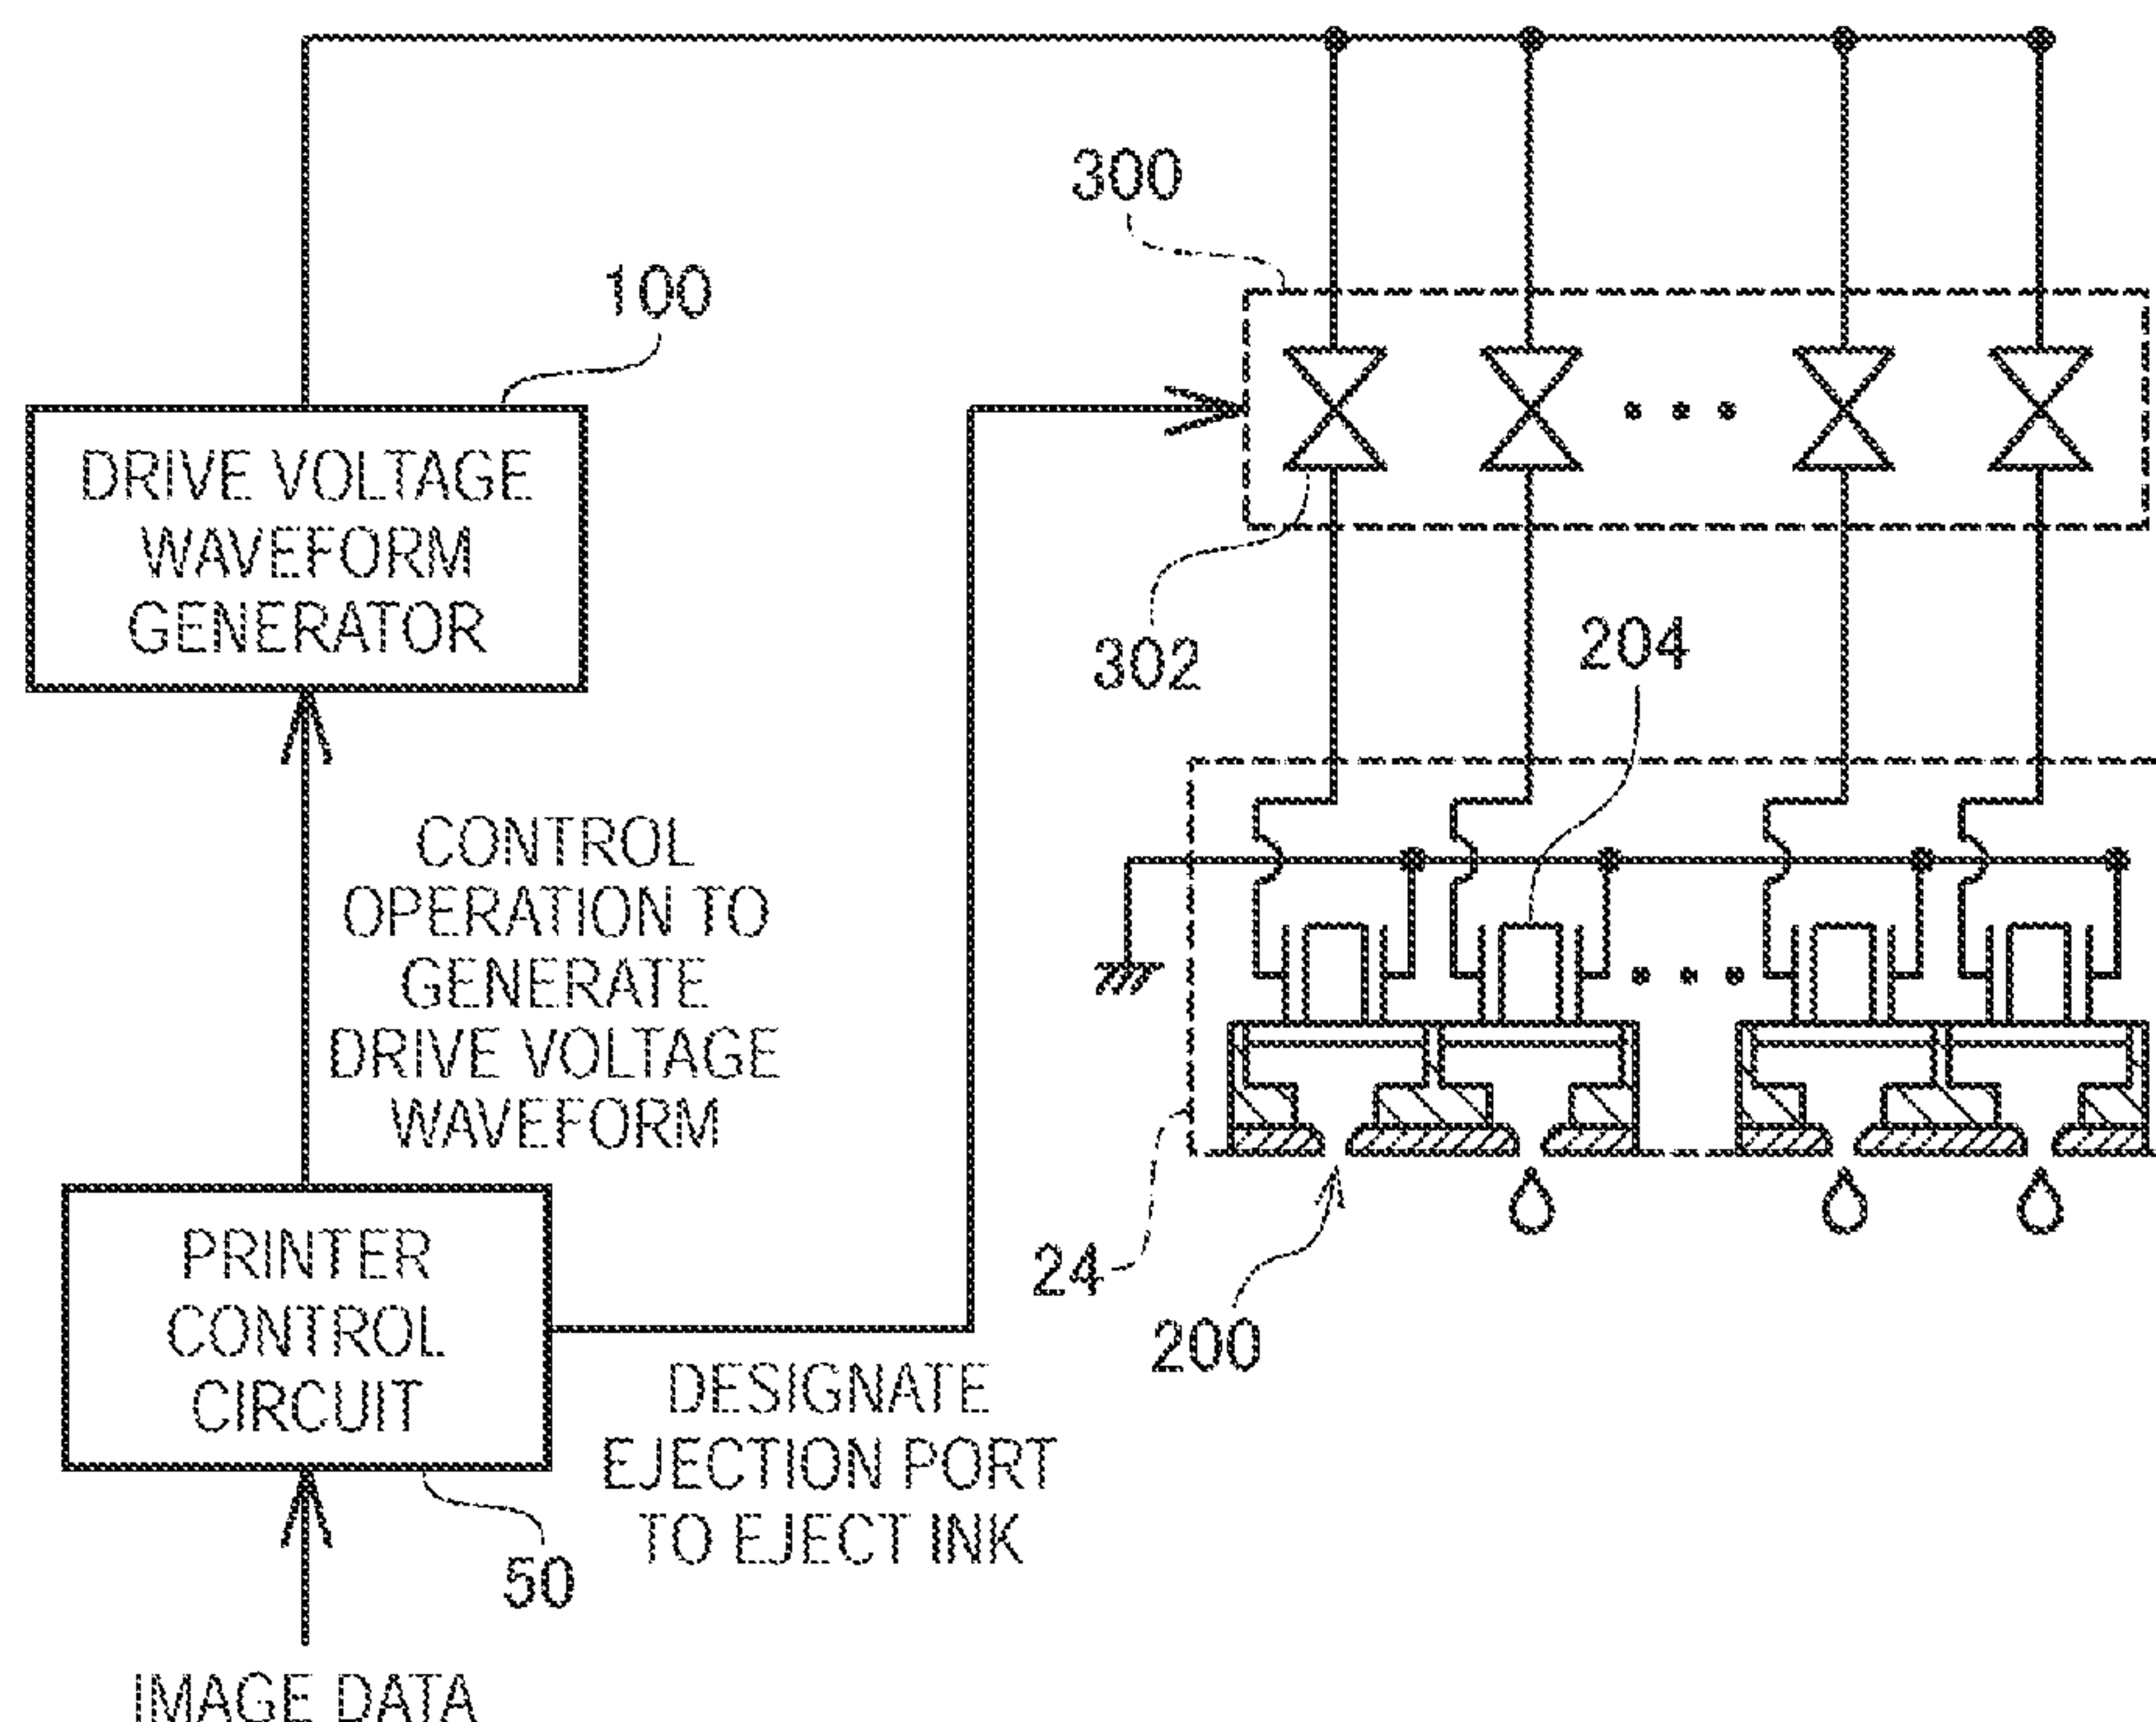 300
100
DRIVE VOLTAGE
WAVEFORM
GENERATOR
302
204
CONTROL
OPERATION TO
GENERATE
DRIVE VOLTAGE
WAVEFORM
24
200
PRINTER
CONTROL
CIRCUIT
DESIGNATE
EJECTION PORT
TO EJECT INK
50
IMAGE DATA